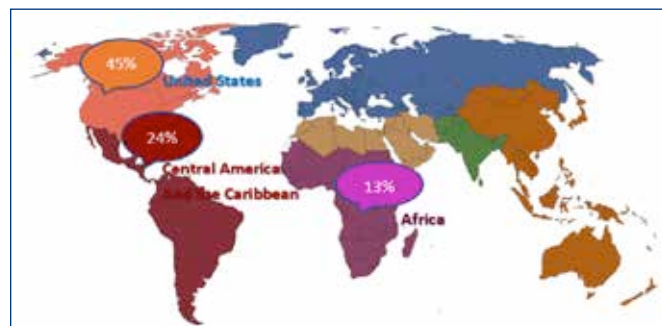 45%
United States
24%
Central America
and the Caribbean
13%
Africa